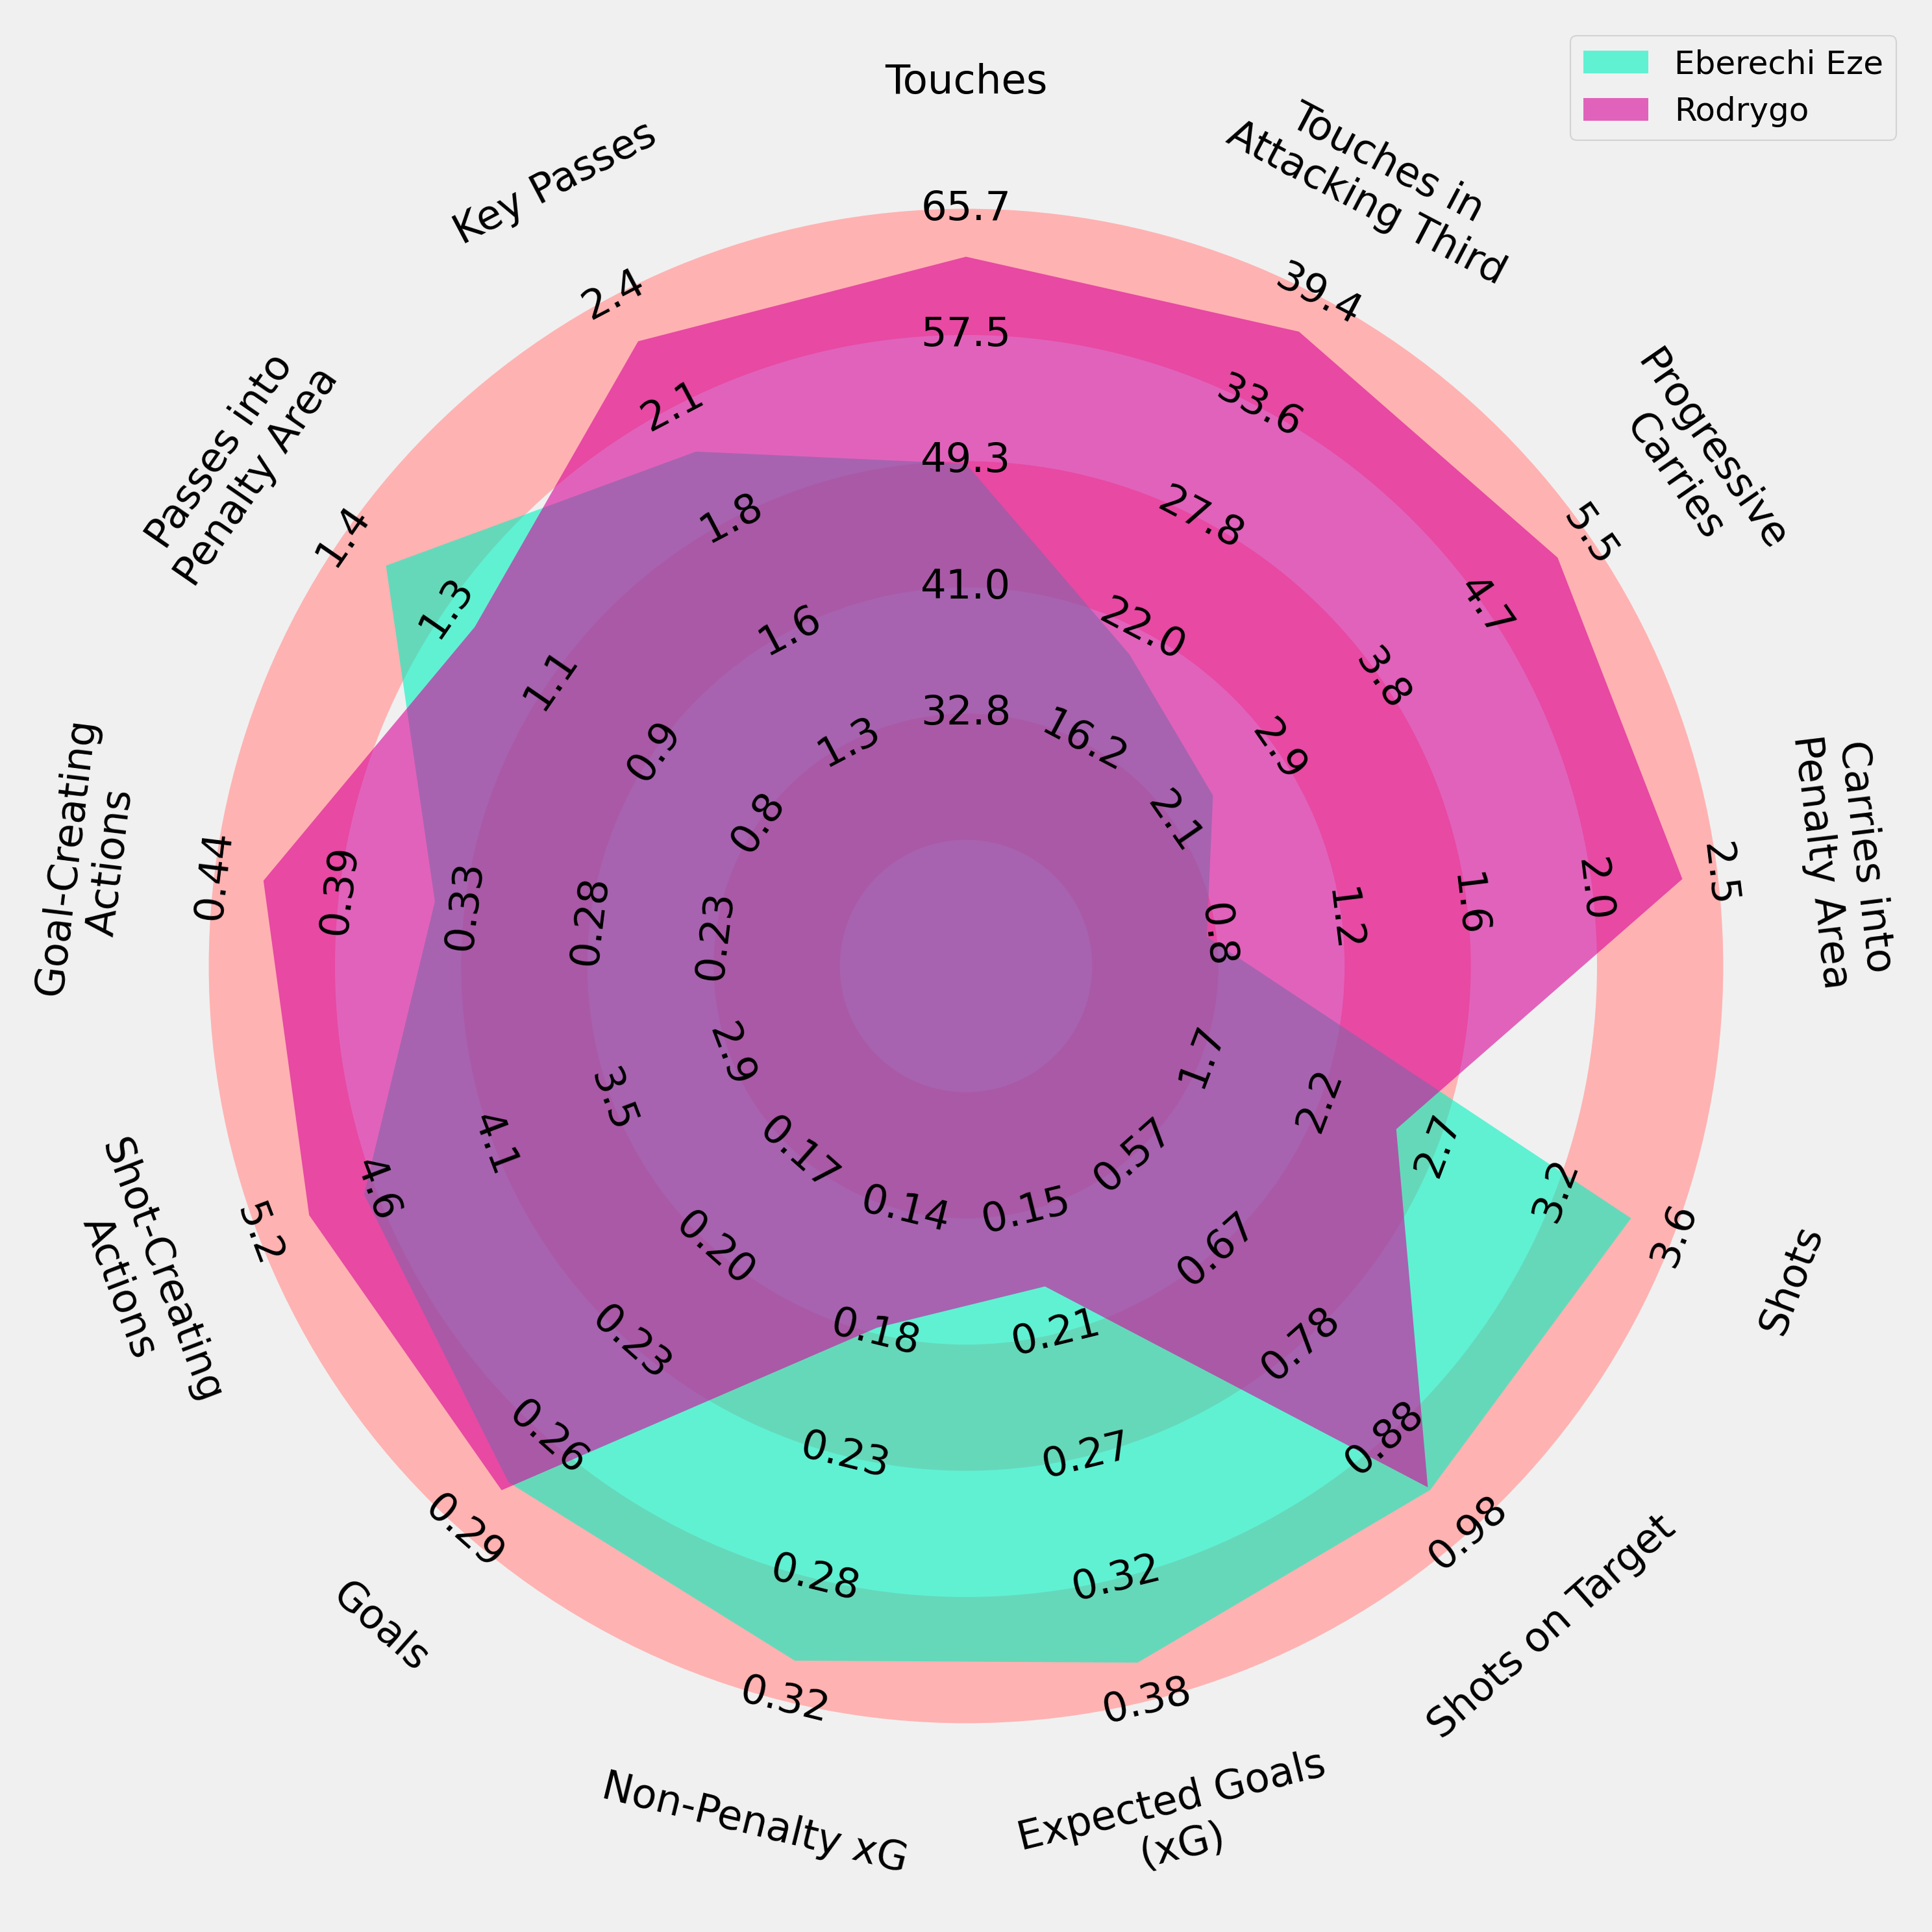 Eberechi Eze
Rodrygo
Touches
Touches in
Attacking Third
Progressive
Carries
Carries into
Penalty Area
Shots
Shots on Target
Expected Goals
(xG)
Non-Penalty xG
Goals
Shot-Creating
Actions
Goal-Creating
Actions
Passes into
Penalty Area
Key Passes
65.7
57.5
49.3
41.0
32.8
39.4
33.6
27.8
22.0
16.2
5.5
4.7
3.8
2.9
2.1
2.5
2.0
1.6
1.2
0.8
3.6
3.2
2.7
2.2
1.7
0.98
0.88
0.78
0.67
0.57
0.38
0.32
0.27
0.21
0.15
0.32
0.28
0.23
0.18
0.14
0.29
0.26
0.23
0.20
0.17
5.2
4.6
4.1
3.5
2.9
0.44
0.39
0.33
0.28
0.23
1.4
1.3
1.1
0.9
0.8
2.4
2.1
1.8
1.6
1.3